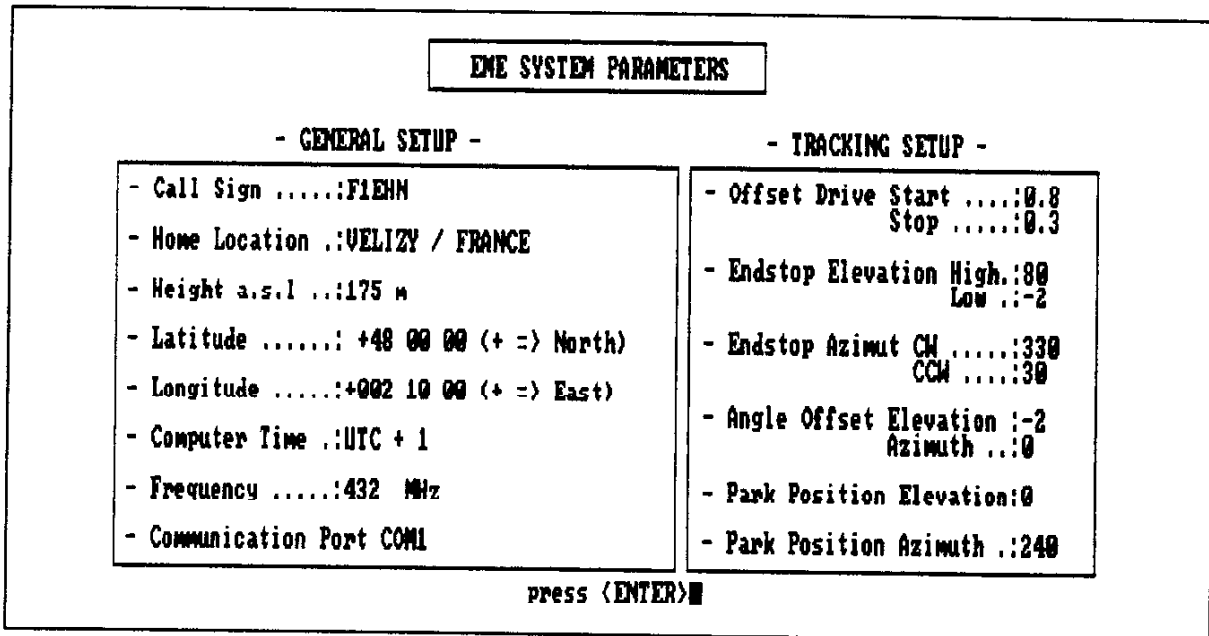 EME SYSTEM PARAMETERS
- GENERAL SETUP -
- Call Sign .....:F1EHN
- Home Location .:VELIZY / FRANCE
- Height a.s.l ..:175 m
- Latitude ......: +48 00 00 (+ => North)
- Longitude .....:+002 10 00 (+ => East)
- Computer Time .:UTC + 1
- Frequency .....:432 MHz
- Communication Port COM1
- TRACKING SETUP -
- Offset Drive Start ....:0.8
Stop .....:0.3
- Endstop Elevation High.:80
Low .:-2
- Endstop Azimut CW .....:330
CCW ....:30
- Angle Offset Elevation :-2
Azimuth ..:0
- Park Position Elevation:0
- Park Position Azimuth .:240
press <ENTER>